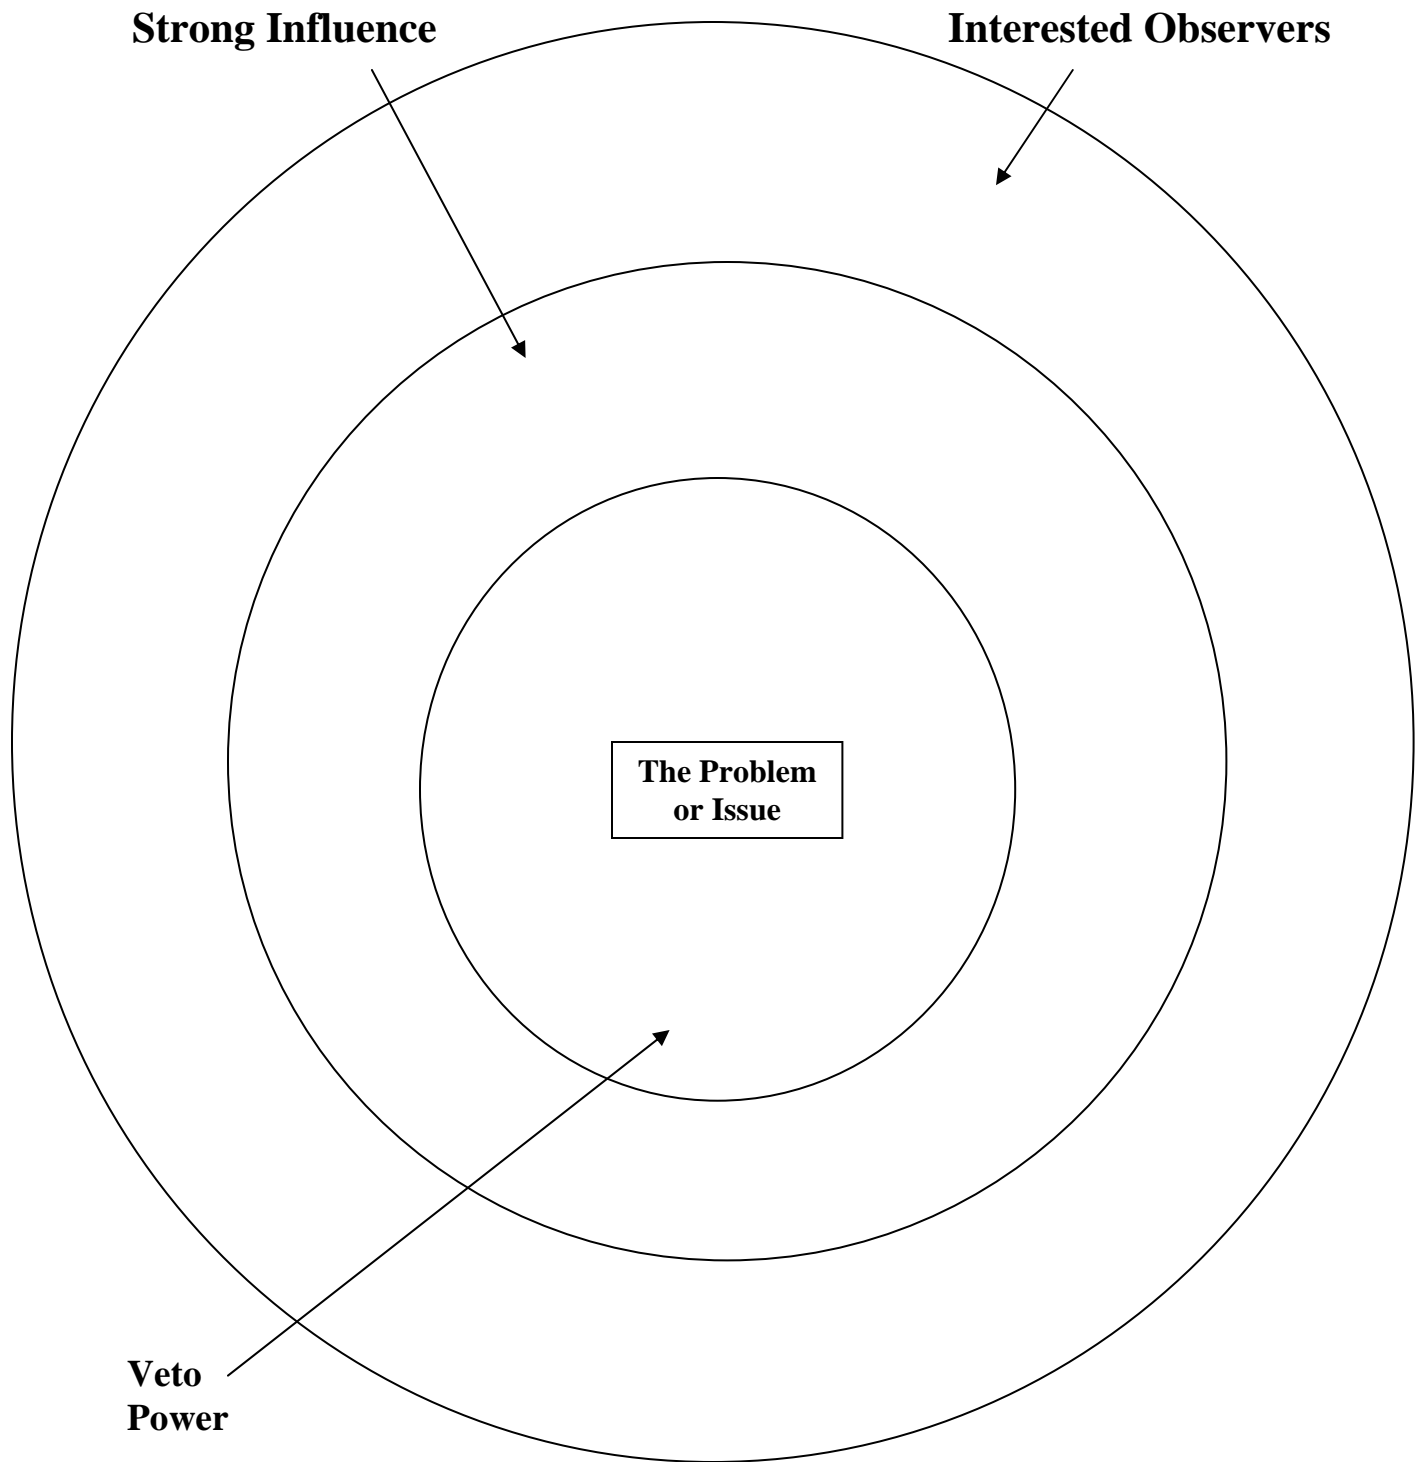 Strong Influence
Interested Observers
The Problem
or Issue
Veto
Power